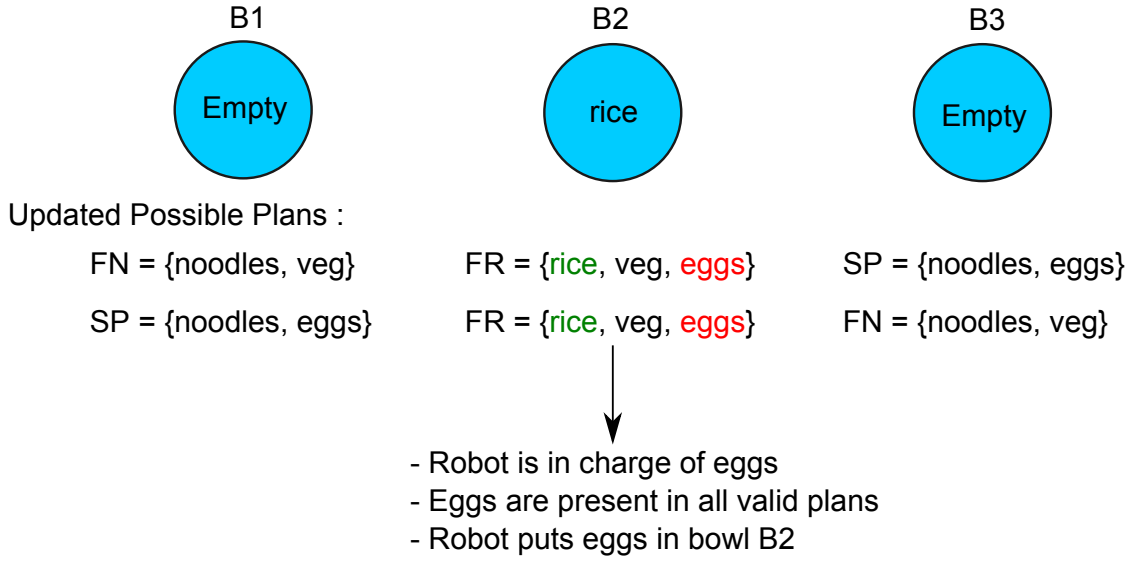 B1 B2 B3
Empty rice Empty
Updated Possible Plans :
FN = {noodles, veg} FR = {rice, veg, eggs} SP = {noodles, eggs}
SP = {noodles, eggs} FR = {rice, veg, eggs} FN = {noodles, veg}
- Robot is in charge of eggs
- Eggs are present in all valid plans
- Robot puts eggs in bowl B2